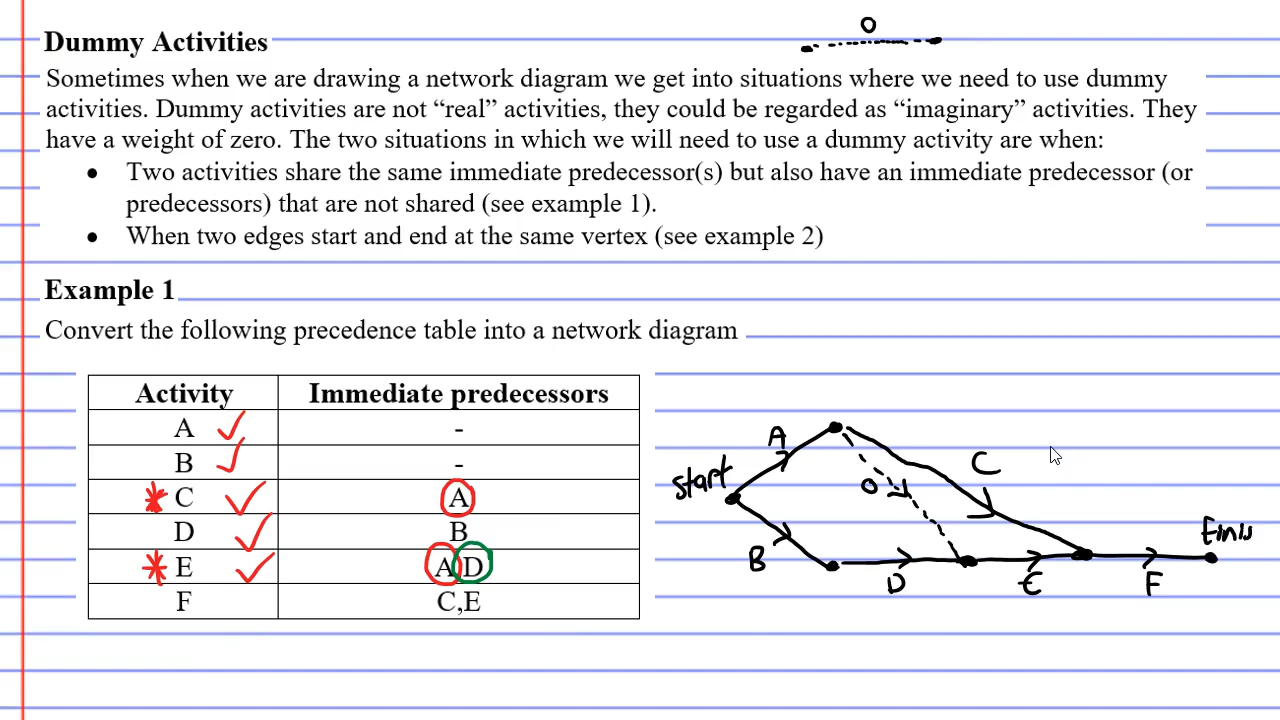 0
Dummy Activities
Sometimes when we are drawing a network diagram we get into situations where we need to use dummy
activities. Dummy activities are not “real” activities, they could be regarded as “imaginary” activities. They
have a weight of zero. The two situations in which we will need to use a dummy activity are when:
• Two activities share the same immediate predecessor(s) but also have an immediate predecessor (or
predecessors) that are not shared (see example 1).
• When two edges start and end at the same vertex (see example 2)
Example 1
Convert the following precedence table into a network diagram
Activity Immediate predecessors
A -
B -
C A
D B
E A,D
F C,E
A
C
start
0
Finis
B
D
E
F